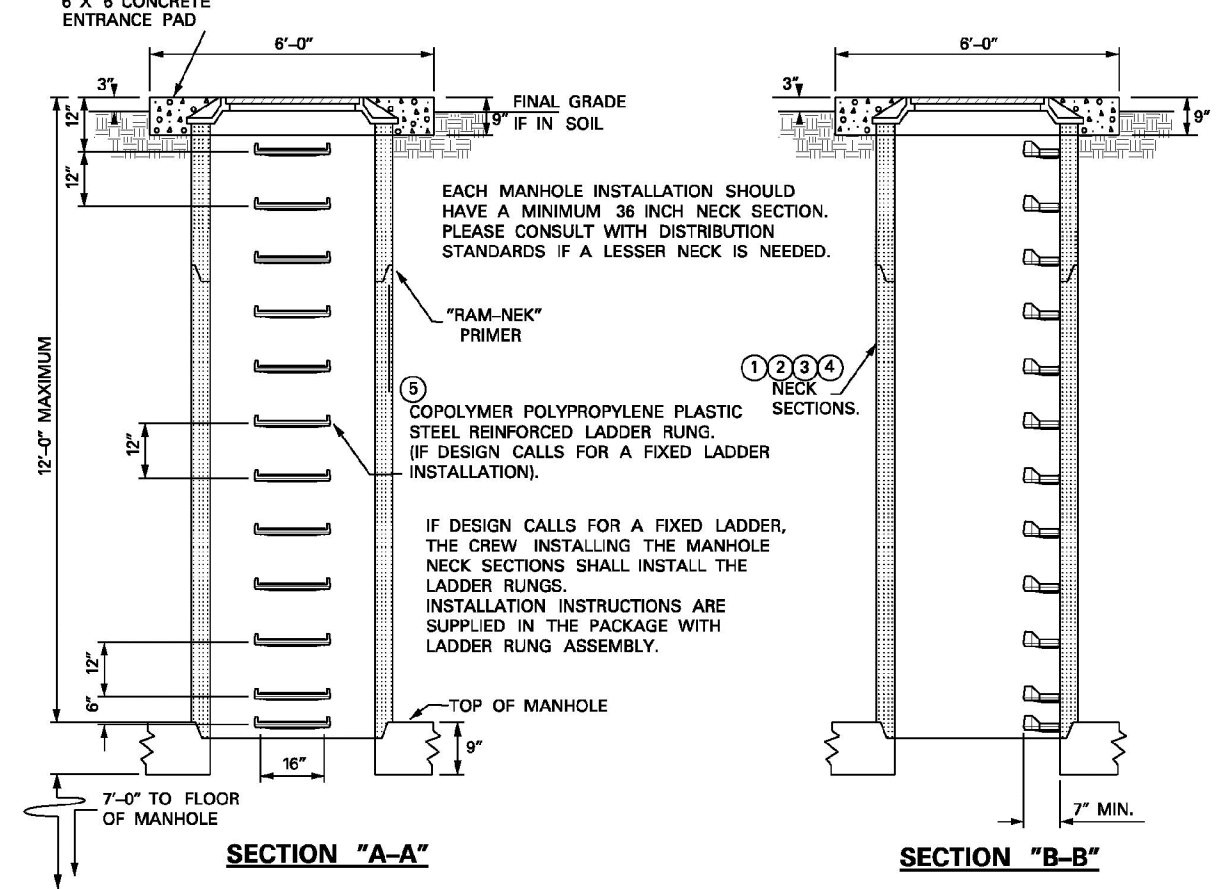 6' X 6' CONCRETE
ENTRANCE PAD
6'–0"
3"
12"
12"
9"
FINAL GRADE
IF IN SOIL
EACH MANHOLE INSTALLATION SHOULD
HAVE A MINIMUM 36 INCH NECK SECTION.
PLEASE CONSULT WITH DISTRIBUTION
STANDARDS IF A LESSER NECK IS NEEDED.
"RAM–NEK"
PRIMER
12'–0" MAXIMUM
5
COPOLYMER POLYPROPYLENE PLASTIC
STEEL REINFORCED LADDER RUNG.
(IF DESIGN CALLS FOR A FIXED LADDER
INSTALLATION).
12"
IF DESIGN CALLS FOR A FIXED LADDER,
THE CREW INSTALLING THE MANHOLE
NECK SECTIONS SHALL INSTALL THE
LADDER RUNGS.
INSTALLATION INSTRUCTIONS ARE
SUPPLIED IN THE PACKAGE WITH
LADDER RUNG ASSEMBLY.
12"
6"
TOP OF MANHOLE
9"
16"
7'–0" TO FLOOR
OF MANHOLE
SECTION "A–A"
6'–0"
3"
9"
1 2 3 4
NECK
SECTIONS.
7" MIN.
SECTION "B–B"